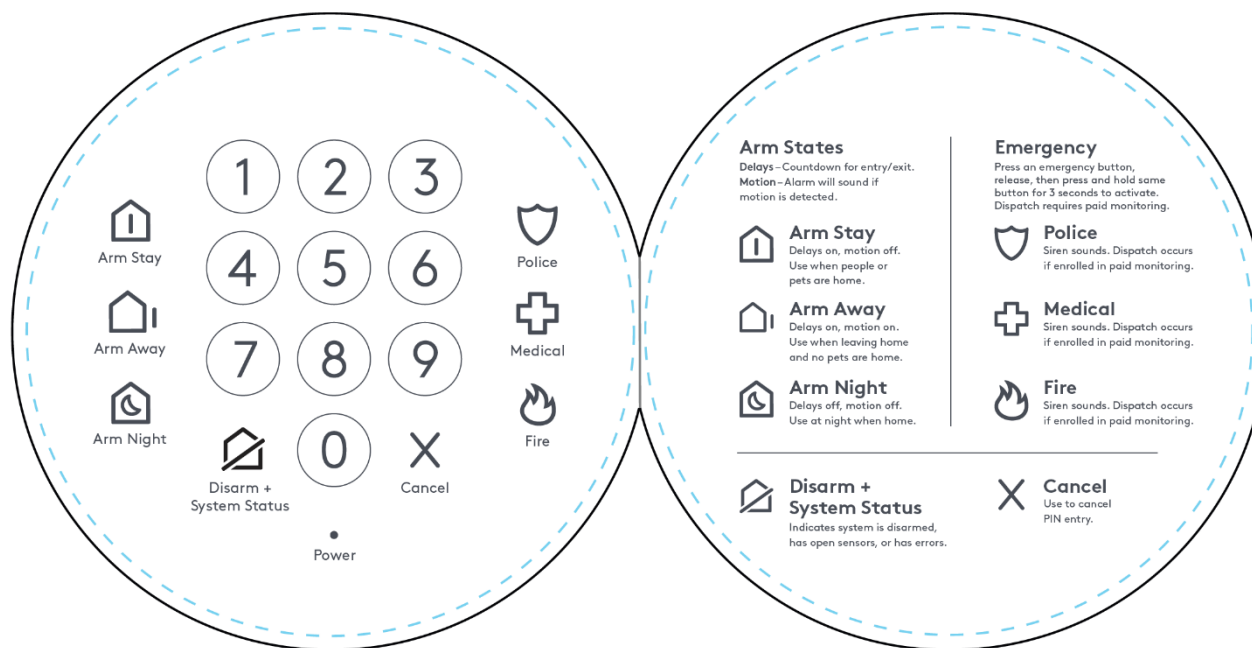 1 2 3
4 5 6
7 8 9
0
Arm Stay
Arm Away
Arm Night
Police
Medical
Fire
Disarm +
System Status
Cancel
Power
Arm States
Delays – Countdown for entry/exit.
Motion – Alarm will sound if
motion is detected.
Arm Stay
Delays on, motion off.
Use when people or
pets are home.
Arm Away
Delays on, motion on.
Use when leaving home
and no pets are home.
Arm Night
Delays off, motion off.
Use at night when home.
Emergency
Press an emergency button,
release, then press and hold same
button for 3 seconds to activate.
Dispatch requires paid monitoring.
Police
Siren sounds. Dispatch occurs
if enrolled in paid monitoring.
Medical
Siren sounds. Dispatch occurs
if enrolled in paid monitoring.
Fire
Siren sounds. Dispatch occurs
if enrolled in paid monitoring.
Disarm +
System Status
Indicates system is disarmed,
has open sensors, or has errors.
Cancel
Use to cancel
PIN entry.